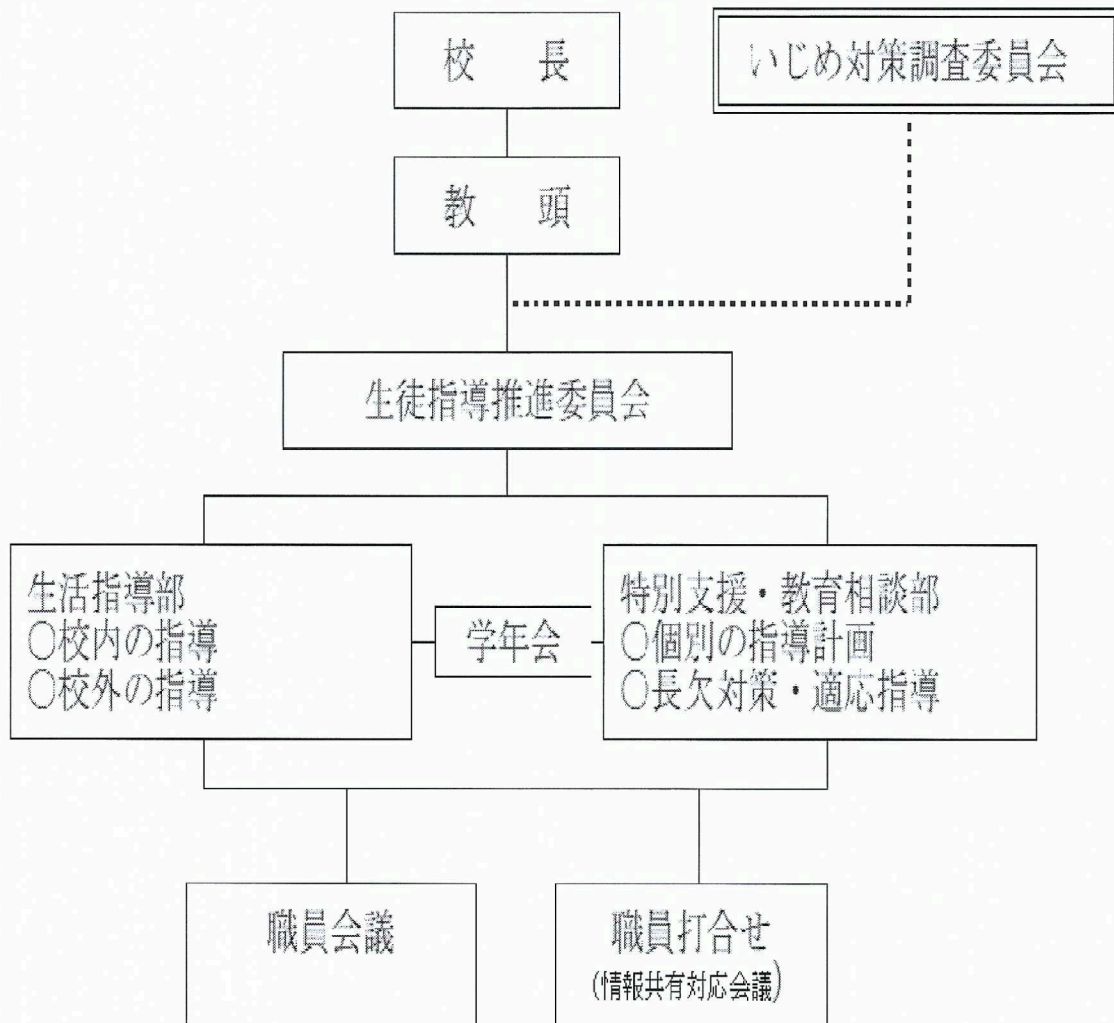 校　長
いじめ対策調査委員会
教　頭
生徒指導推進委員会
生活指導部
○校内の指導
○校外の指導
学年会
特別支援・教育相談部
○個別の指導計画
○長欠対策・適応指導
職員会議
職員打合せ
(情報共有対応会議)